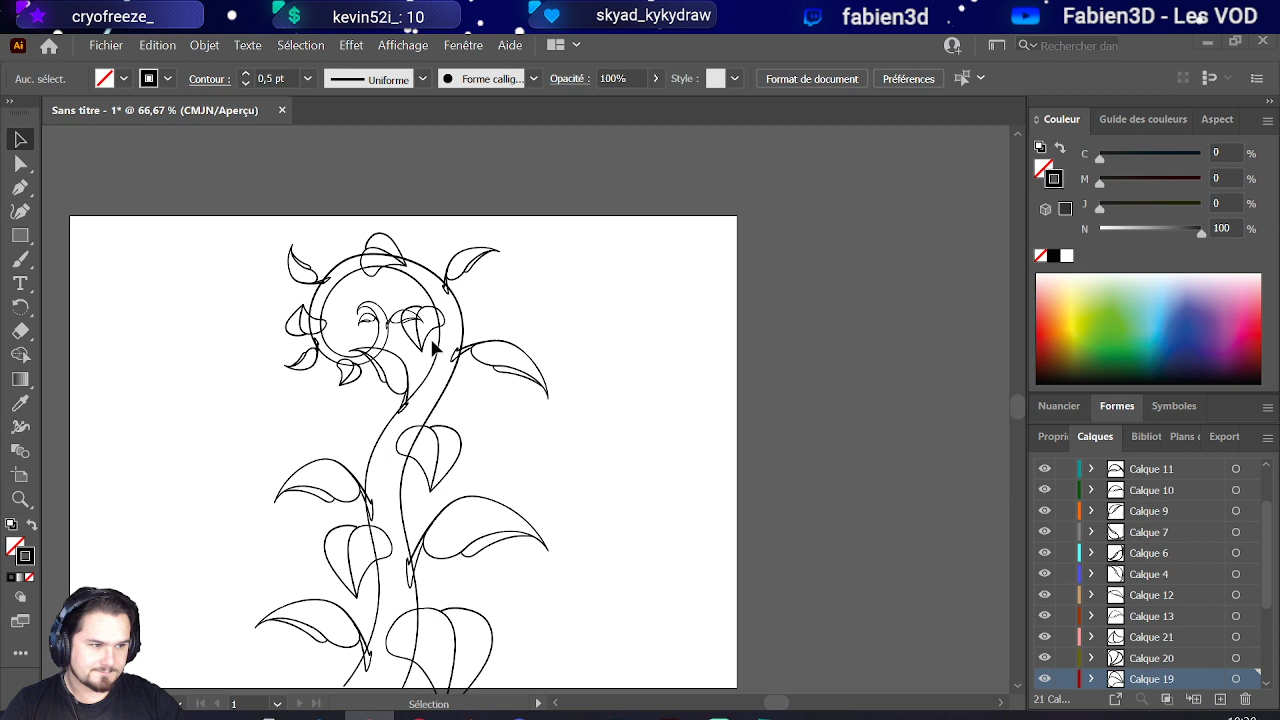 cryofreeze_
kevin52i_: 10
skyad_kykydraw
fabien3d
Fabien3D - Les VOD
Ai
Fichier Edition Objet Texte Sélection Effet Affichage Fenêtre Aide
Rechercher dan
Auc. sélect.
Contour :
0,5 pt
Uniforme
Forme callig...
Opacité :
100%
Style :
Format de document
Préférences
Sans titre - 1* @ 66,67 % (CMJN/Aperçu)
Couleur
Guide des couleurs
Aspect
C 0 %
M 0 %
J 0 %
N 100 %
Nuancier
Formes
Symboles
Propri
Calques
Bibliot
Plans c
Export
Calque 11
Calque 10
Calque 9
Calque 7
Calque 6
Calque 4
Calque 12
Calque 13
Calque 21
Calque 20
Calque 19
21 Cal...
1
Sélection